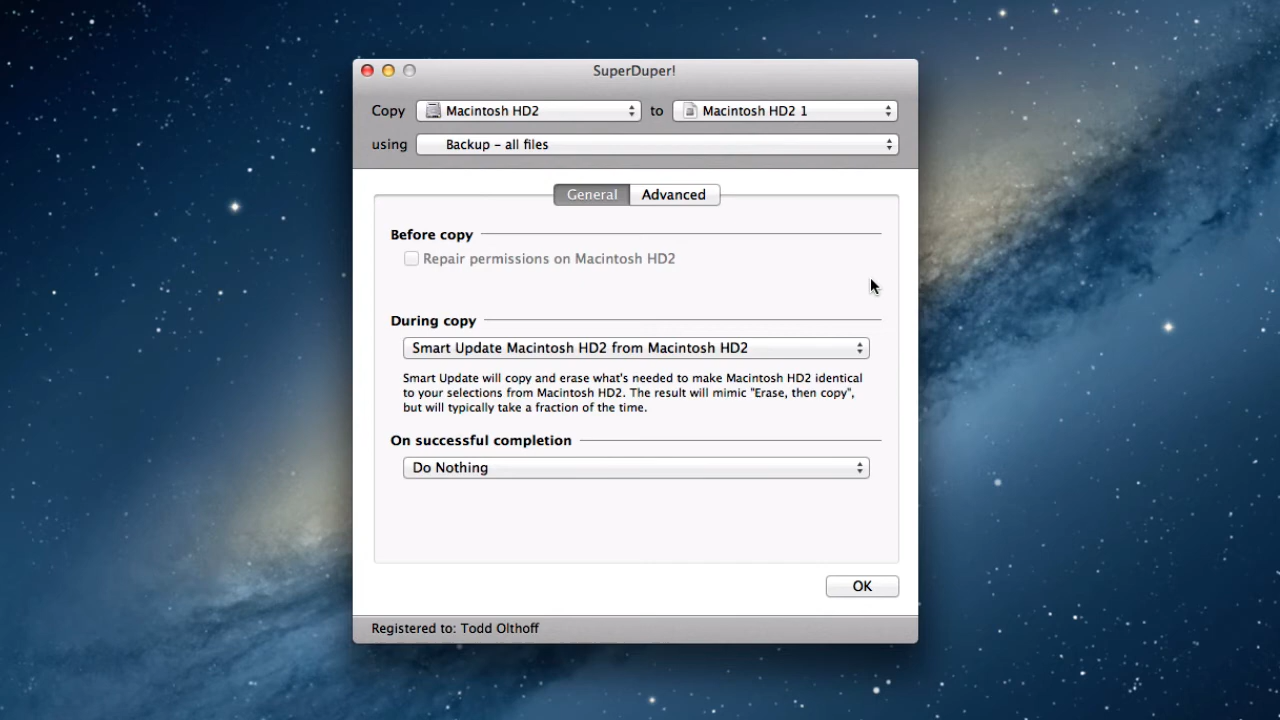 SuperDuper!
Copy Macintosh HD2 to Macintosh HD2 1
using Backup – all files
General Advanced
Before copy
Repair permissions on Macintosh HD2
During copy
Smart Update Macintosh HD2 from Macintosh HD2
Smart Update will copy and erase what's needed to make Macintosh HD2 identical
to your selections from Macintosh HD2. The result will mimic "Erase, then copy",
but will typically take a fraction of the time.
On successful completion
Do Nothing
OK
Registered to: Todd Olthoff